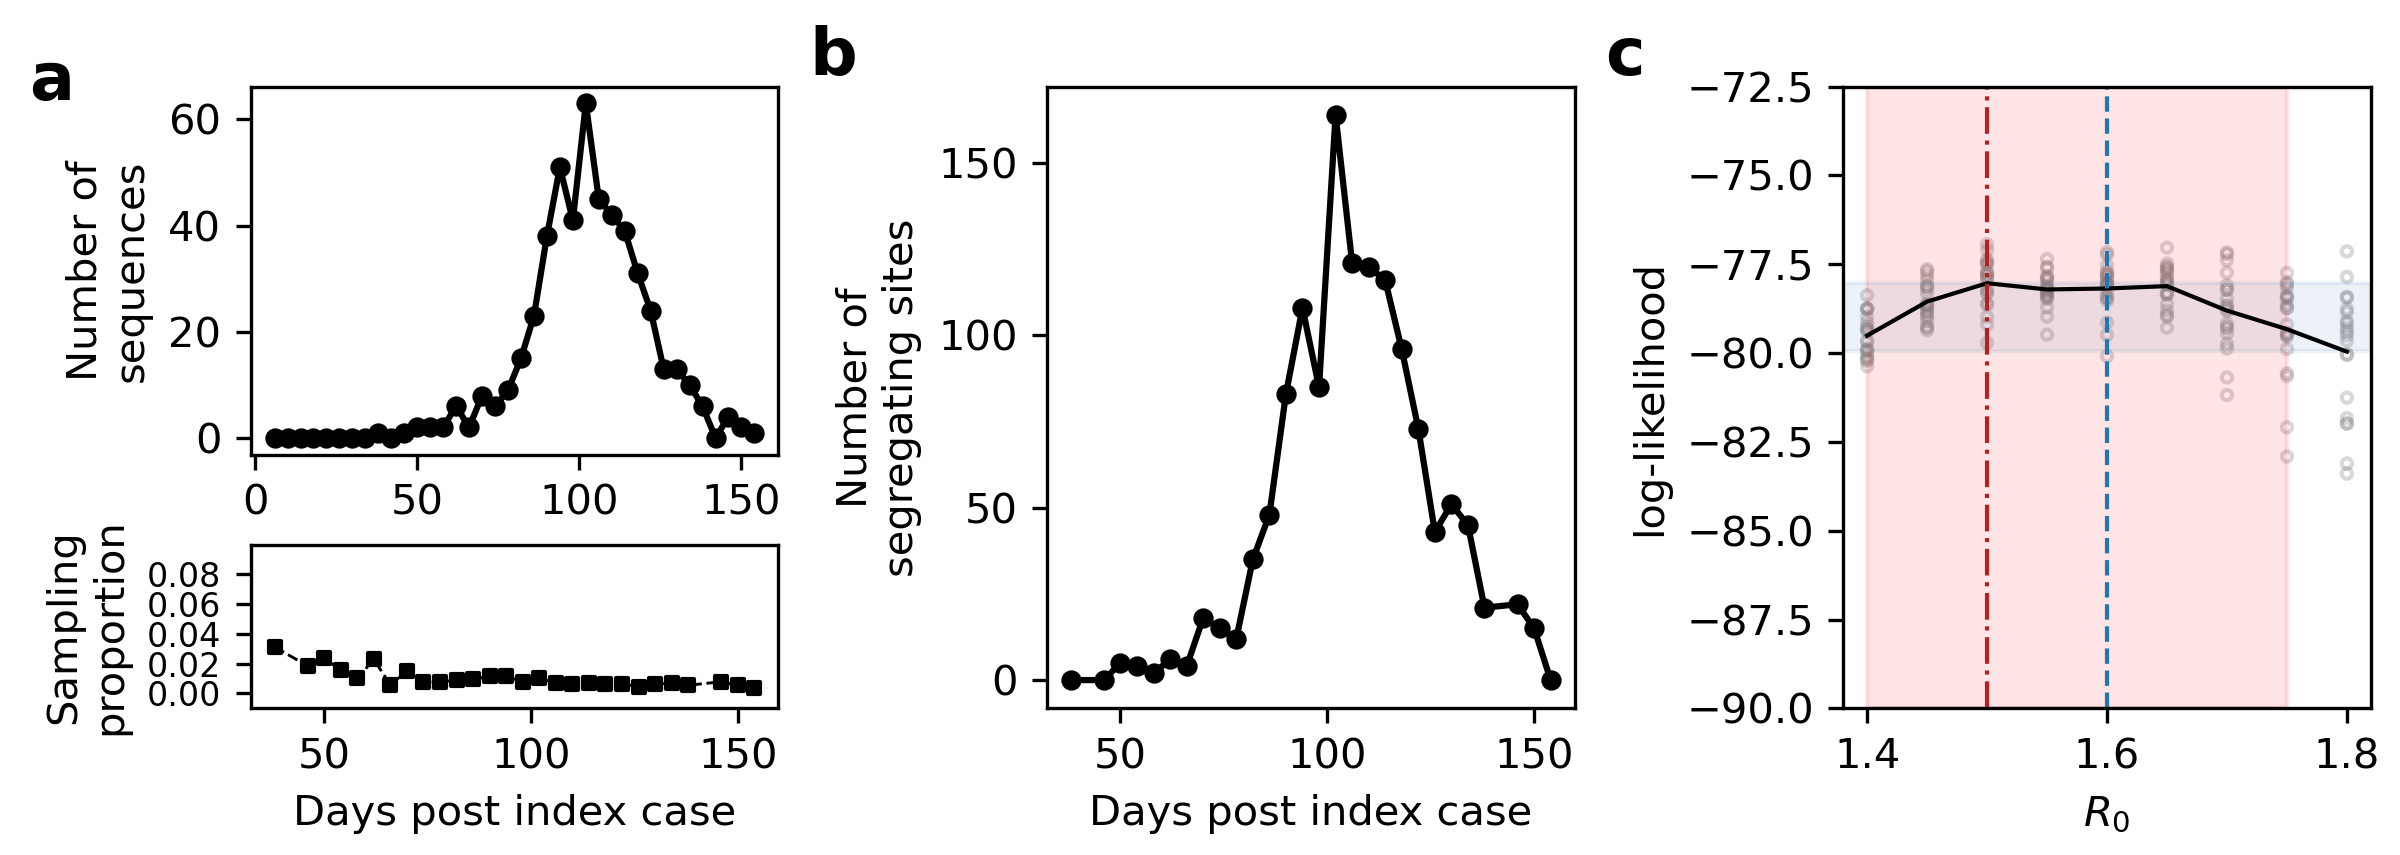 a
Number of
sequences
60
40
20
0
0 50 100 150
Sampling
proportion
0.08
0.06
0.04
0.02
0.00
50 100 150
Days post index case
b
Number of
segregating sites
150
100
50
0
50 100 150
Days post index case
c
log-likelihood
−72.5
−75.0
−77.5
−80.0
−82.5
−85.0
−87.5
−90.0
1.4 1.6 1.8
R₀